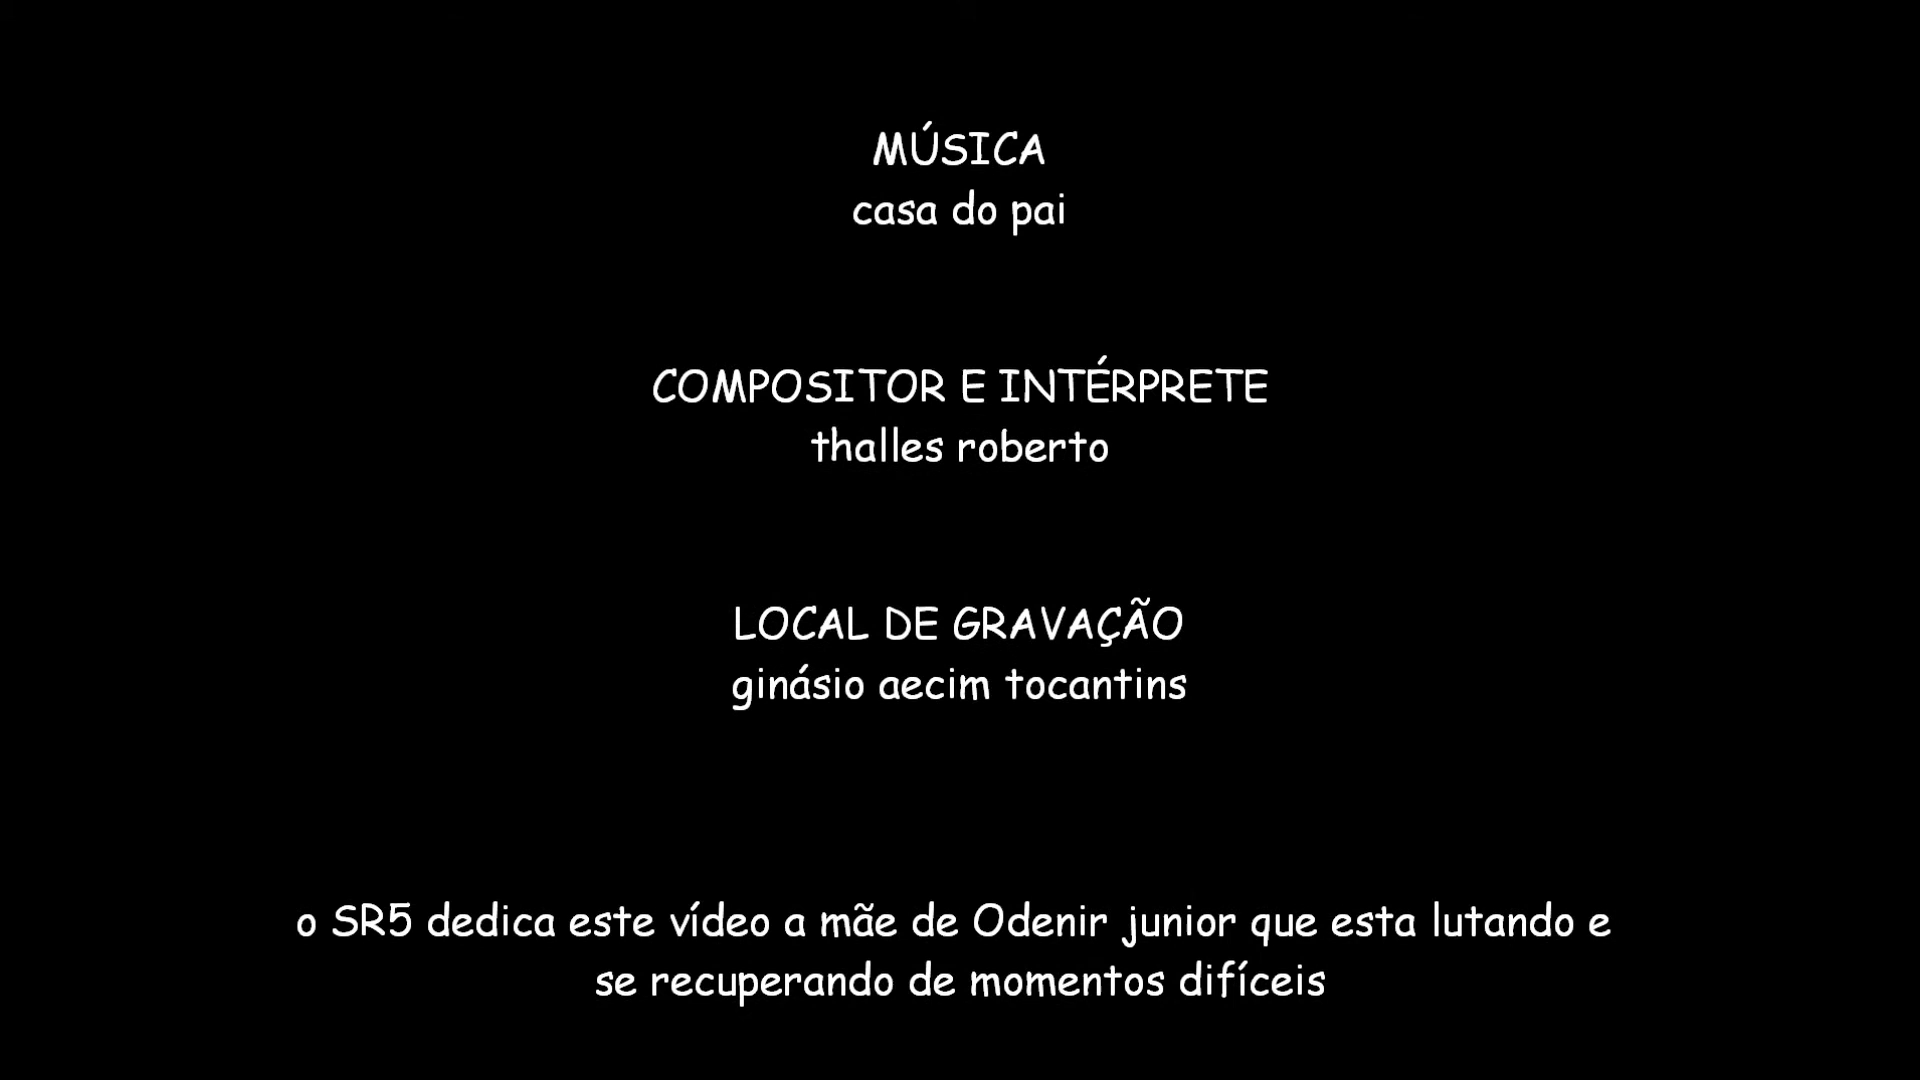 MÚSICA
casa do pai
COMPOSITOR E INTÉRPRETE
thalles roberto
LOCAL DE GRAVAÇÃO
ginásio aecim tocantins
o SR5 dedica este vídeo a mãe de Odenir junior que esta lutando e
se recuperando de momentos difíceis